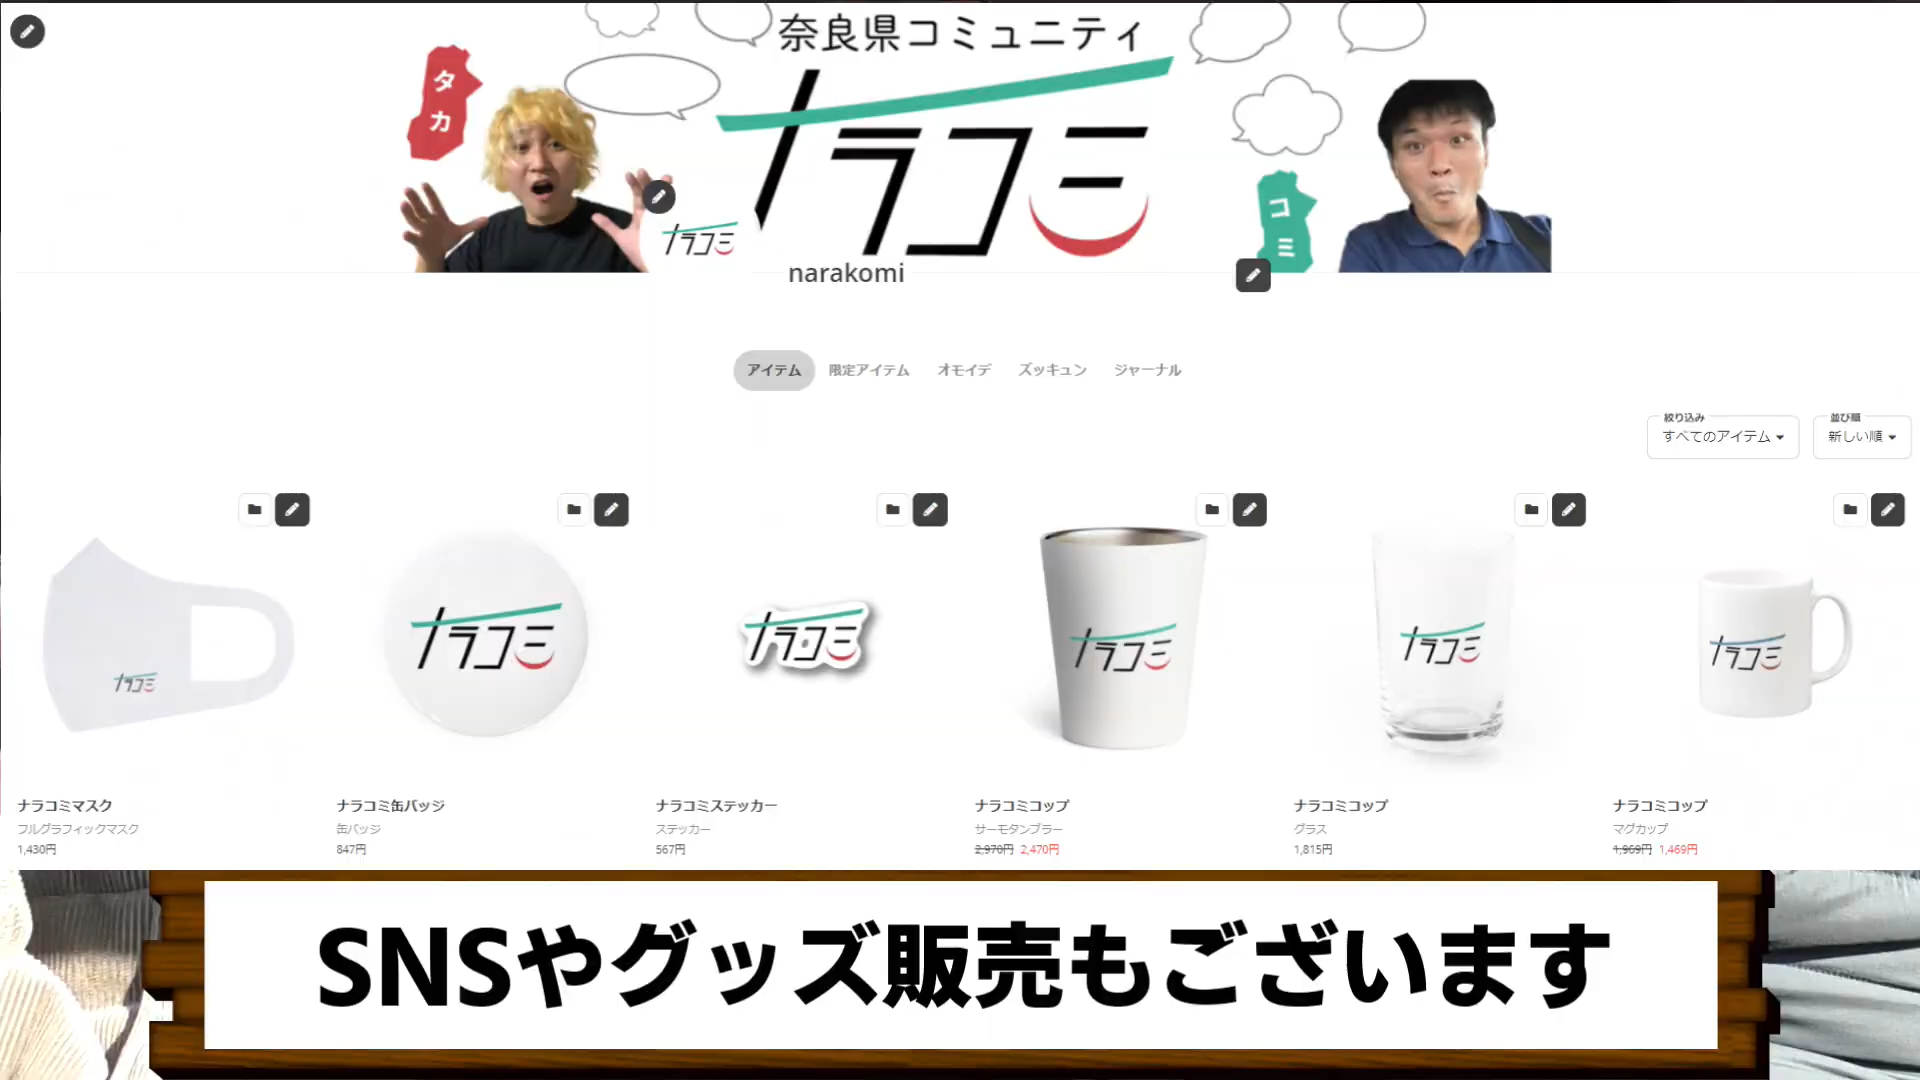 奈良県コミュニティ
タカ
ナラコミ
コミ
ナラコミ
narakomi
アイテム 限定アイテム オモイデ ズッキュン ジャーナル
絞り込み 並び順
すべてのアイテム 新しい順
ナラコミ
ナラコミ
ナラコミ
ナラコミ
ナラコミ
ナラコミ
ナラコミマスク
フルグラフィックマスク
1,430円
ナラコミ缶バッジ
缶バッジ
847円
ナラコミステッカー
ステッカー
567円
ナラコミコップ
サーモタンブラー
2,970円 2,470円
ナラコミコップ
グラス
1,815円
ナラコミコップ
マグカップ
1,969円 1,469円
SNSやグッズ販売もございます